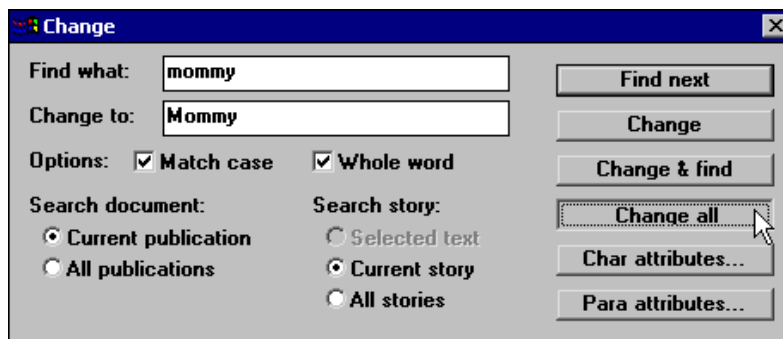 Change
Find what: mommy
Find next
Change to: Mommy
Change
Options: Match case Whole word
Change & find
Search document: Search story:
Change all
Current publication Selected text
All publications Current story
Char attributes...
All stories
Para attributes...